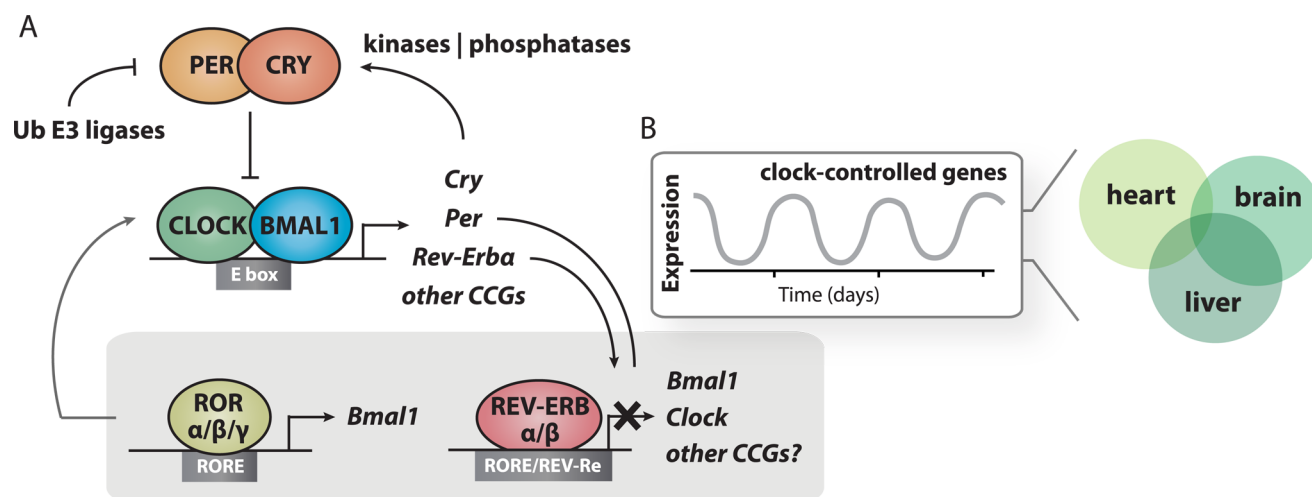 A
PER
CRY
kinases | phosphatases
Ub E3 ligases
CLOCK
BMAL1
E box
Cry
Per
Rev-Erba
other CCGs
ROR
α/β/γ
RORE
Bmal1
REV-ERB
α/β
RORE/REV-Re
Bmal1
Clock
other CCGs?
B
clock-controlled genes
Expression
Time (days)
heart
brain
liver